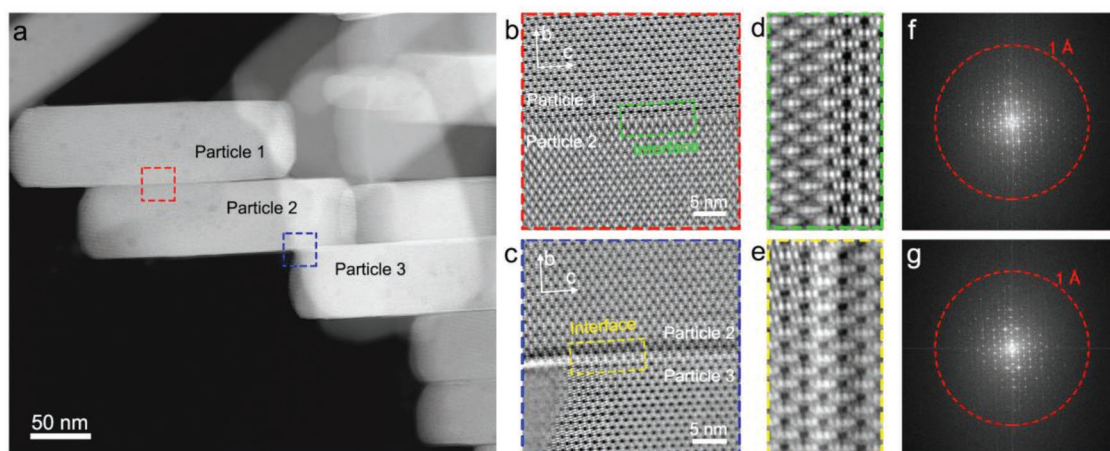 a
Particle 1
Particle 2
Particle 3
50 nm
b
b
c
Particle 1
Particle 2
Interface
5 nm
c
b
c
Interface
Particle 2
Particle 3
5 nm
d
e
f
1 Å
g
1 Å